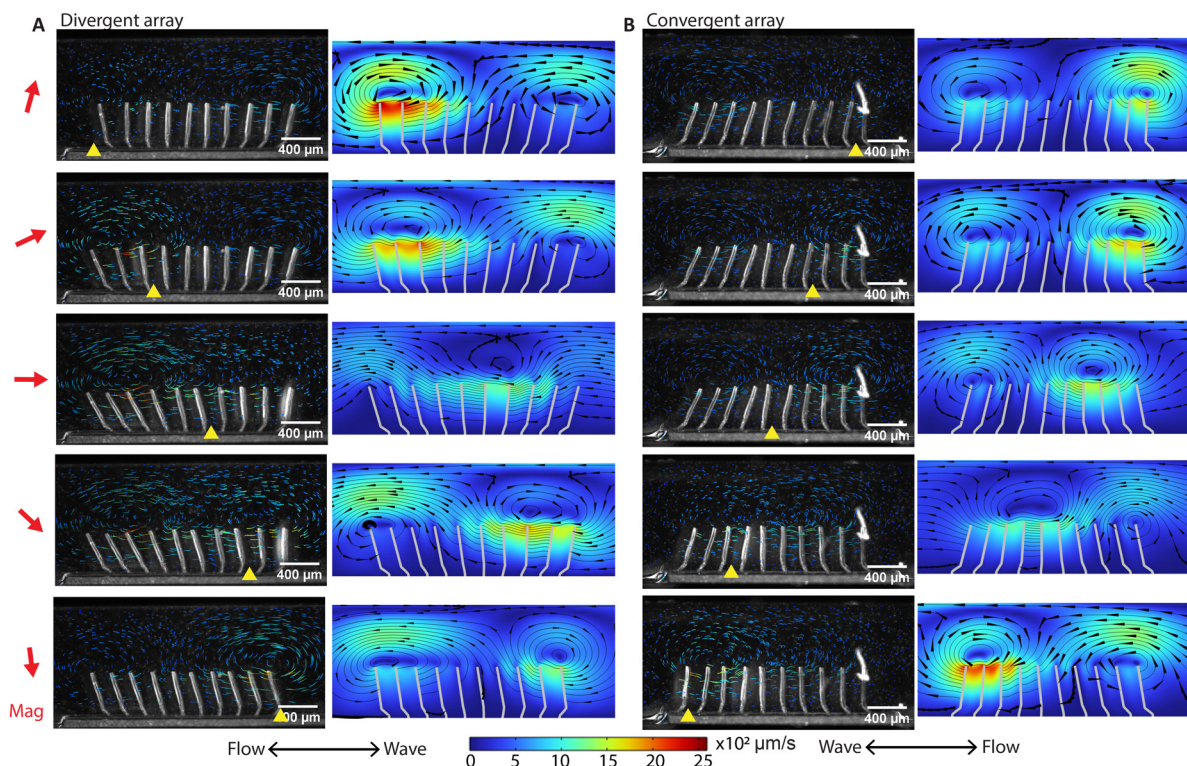 A Divergent array
B Convergent array
400 µm
400 µm
400 µm
400 µm
400 µm
400 µm
400 µm
400 µm
400 µm
Mag
400 µm
Flow Wave
0 5 10 15 20 25
x10² µm/s
Wave Flow